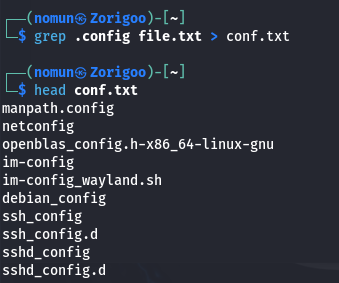 ┌──(nomun㉿Zorigoo)-[~]
└─$ grep .config file.txt > conf.txt
┌──(nomun㉿Zorigoo)-[~]
└─$ head conf.txt
manpath.config
netconfig
openblas_config.h-x86_64-linux-gnu
im-config
im-config_wayland.sh
debian_config
ssh_config
ssh_config.d
sshd_config
sshd_config.d